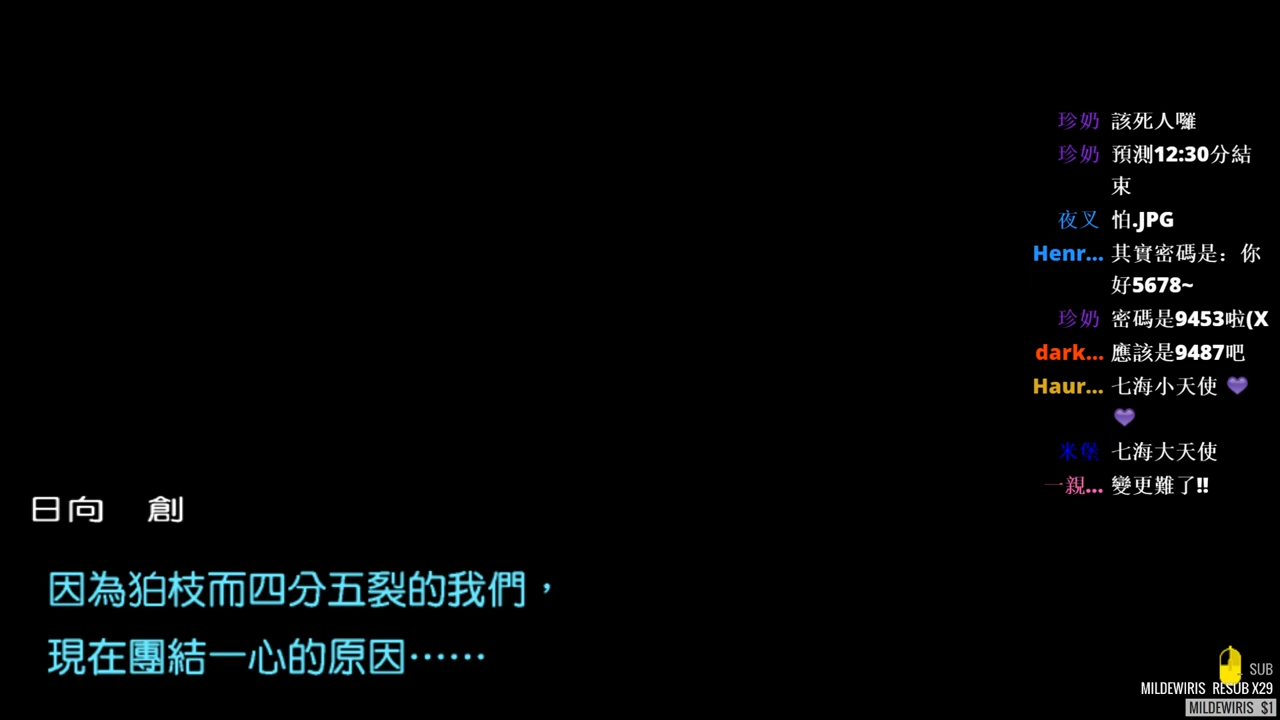 珍奶 該死人囉
珍奶 預測12:30分結
束
夜叉 怕.JPG
Henr... 其實密碼是：你
好5678~
珍奶 密碼是9453啦(X
dark... 應該是9487吧
Haur... 七海小天使 💜
💜
米堡 七海大天使
一親... 變更難了!!
日向 創
因為狛枝而四分五裂的我們，
現在團結一心的原因⋯⋯
SUB
MILDEWIRIS RESUB X29
MILDEWIRIS $1